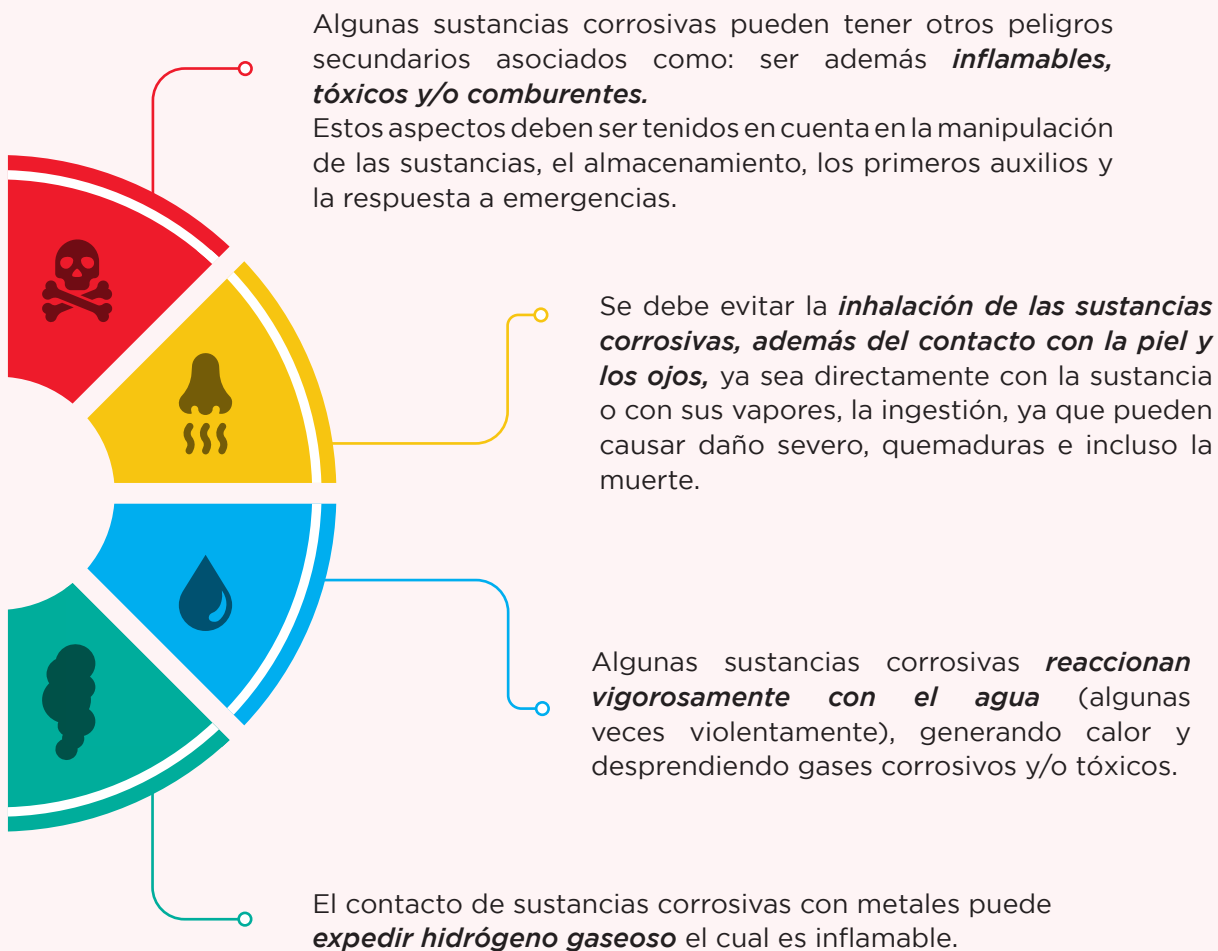 Algunas sustancias corrosivas pueden tener otros peligros
secundarios asociados como: ser además inflamables,
tóxicos y/o comburentes.
Estos aspectos deben ser tenidos en cuenta en la manipulación
de las sustancias, el almacenamiento, los primeros auxilios y
la respuesta a emergencias.
Se debe evitar la inhalación de las sustancias
corrosivas, además del contacto con la piel y
los ojos, ya sea directamente con la sustancia
o con sus vapores, la ingestión, ya que pueden
causar daño severo, quemaduras e incluso la
muerte.
Algunas sustancias corrosivas reaccionan
vigorosamente con el agua (algunas
veces violentamente), generando calor y
desprendiendo gases corrosivos y/o tóxicos.
El contacto de sustancias corrosivas con metales puede
expedir hidrógeno gaseoso el cual es inflamable.